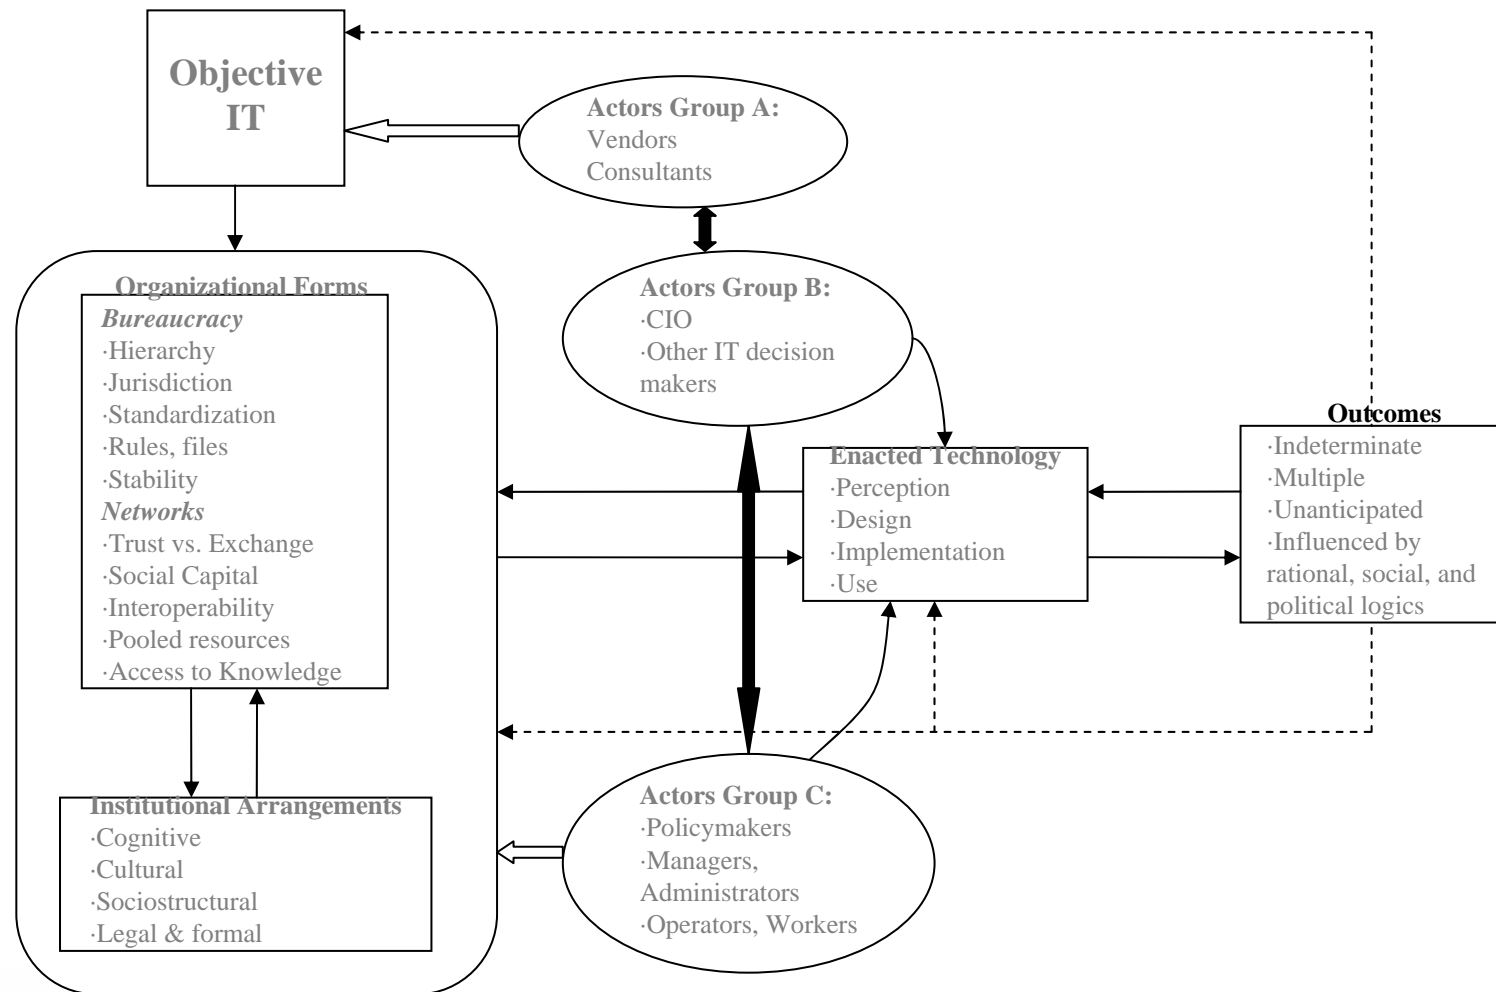 Objective
IT
Actors Group A:
Vendors
Consultants
Organizational Forms
Bureaucracy
·Hierarchy
·Jurisdiction
·Standardization
·Rules, files
·Stability
Networks
·Trust vs. Exchange
·Social Capital
·Interoperability
·Pooled resources
·Access to Knowledge
Institutional Arrangements
·Cognitive
·Cultural
·Sociostructural
·Legal & formal
Actors Group B:
·CIO
·Other IT decision
makers
Enacted Technology
·Perception
·Design
·Implementation
·Use
Outcomes
·Indeterminate
·Multiple
·Unanticipated
·Influenced by
rational, social, and
political logics
Actors Group C:
·Policymakers
·Managers,
Administrators
·Operators, Workers